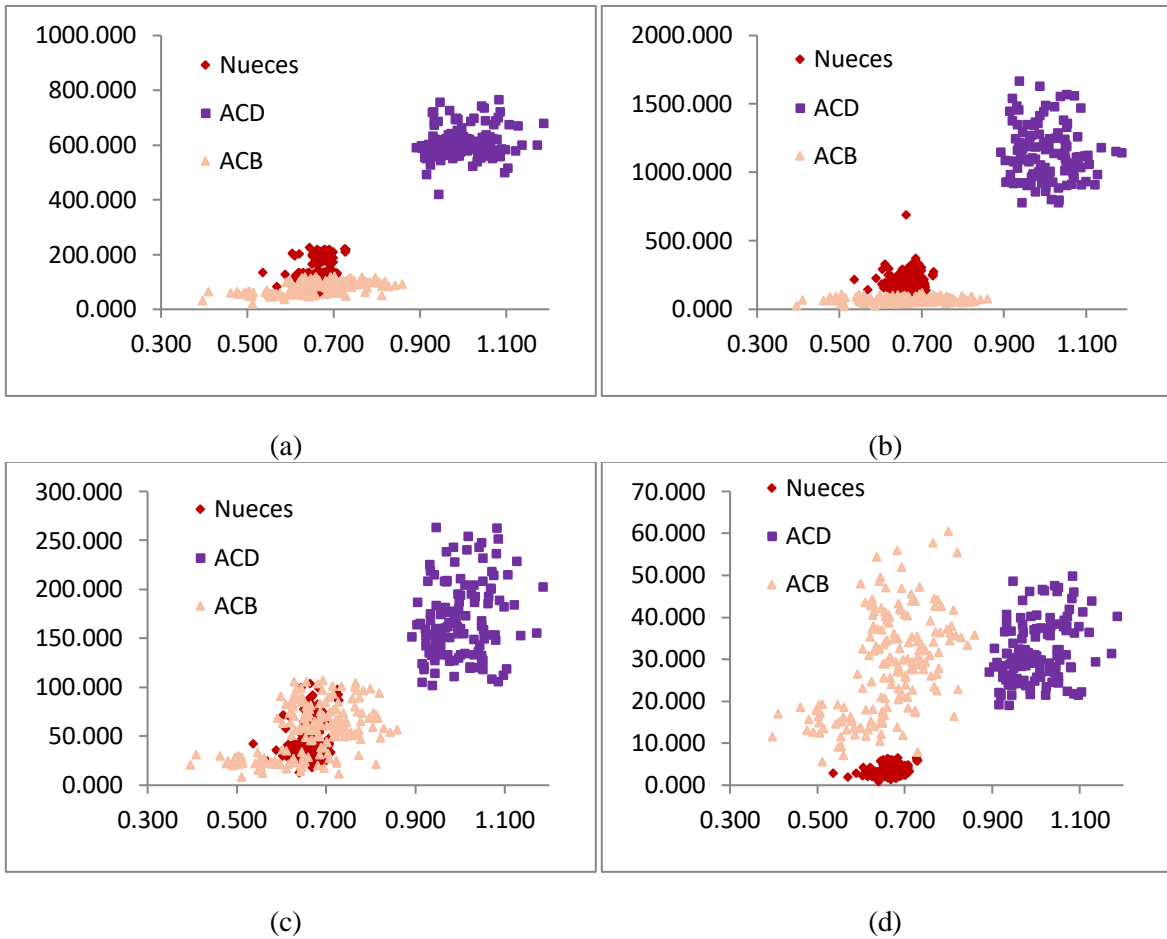 1000.000
800.000
600.000
400.000
200.000
0.000
0.300 0.500 0.700 0.900 1.100
Nueces
ACD
ACB
(a)
2000.000
1500.000
1000.000
500.000
0.000
0.300 0.500 0.700 0.900 1.100
Nueces
ACD
ACB
(b)
300.000
250.000
200.000
150.000
100.000
50.000
0.000
0.300 0.500 0.700 0.900 1.100
Nueces
ACD
ACB
(c)
70.000
60.000
50.000
40.000
30.000
20.000
10.000
0.000
0.300 0.500 0.700 0.900 1.100
Nueces
ACD
ACB
(d)